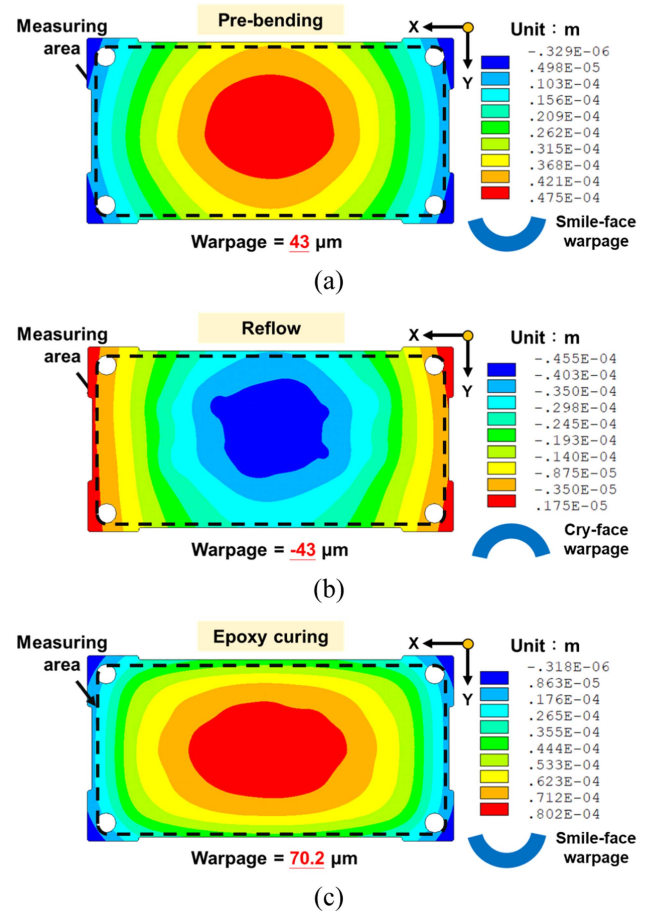 Measuring
area
Pre-bending
X
Y
Unit : m
-.329E-06
.498E-05
.103E-04
.156E-04
.209E-04
.262E-04
.315E-04
.368E-04
.421E-04
.475E-04
Smile-face
warpage
Warpage = 43 μm
(a)
Measuring
area
Reflow
X
Y
Unit : m
-.455E-04
-.403E-04
-.350E-04
-.298E-04
-.245E-04
-.193E-04
-.140E-04
-.875E-05
-.350E-05
.175E-05
Cry-face
warpage
Warpage = -43 μm
(b)
Measuring
area
Epoxy curing
X
Y
Unit : m
-.318E-06
.863E-05
.176E-04
.265E-04
.355E-04
.444E-04
.533E-04
.623E-04
.712E-04
.802E-04
Smile-face
warpage
Warpage = 70.2 μm
(c)